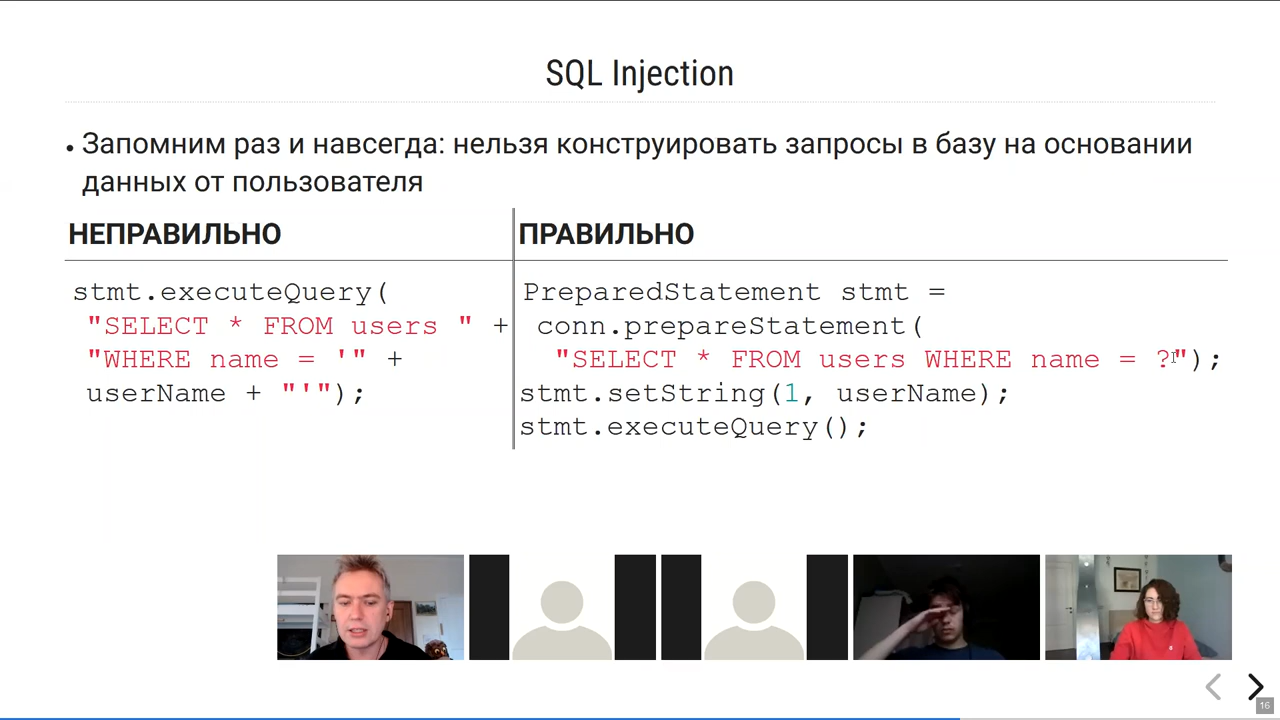 SQL Injection
• Запомним раз и навсегда: нельзя конструировать запросы в базу на основании
данных от пользователя
НЕПРАВИЛЬНО
stmt.executeQuery(
"SELECT * FROM users " +
"WHERE name = '" +
userName + "'");
ПРАВИЛЬНО
PreparedStatement stmt =
conn.prepareStatement(
"SELECT * FROM users WHERE name = ?");
stmt.setString(1, userName);
stmt.executeQuery();
16